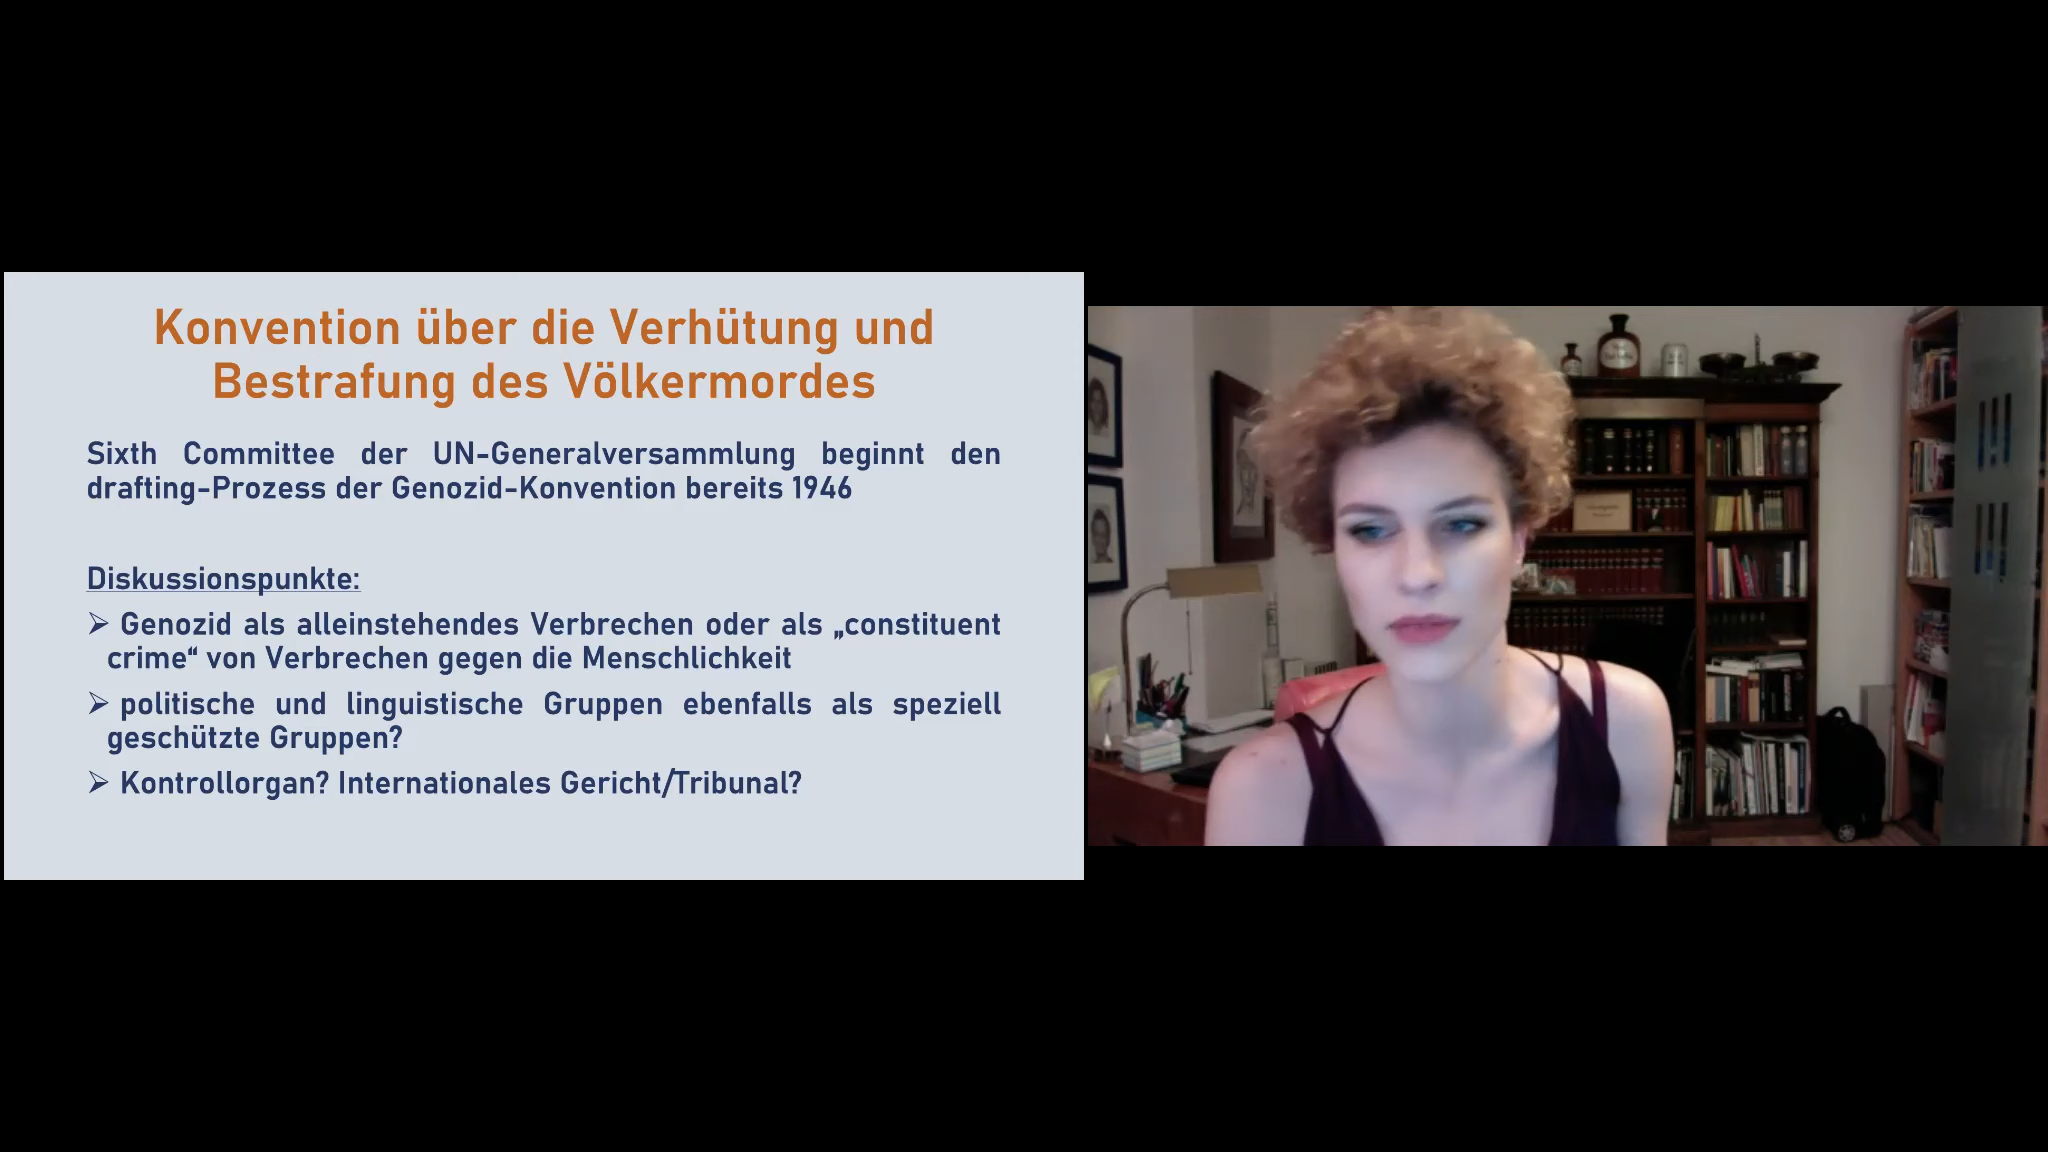 Konvention über die Verhütung und
Bestrafung des Völkermordes
Sixth Committee der UN-Generalversammlung beginnt den
drafting-Prozess der Genozid-Konvention bereits 1946
Diskussionspunkte:
➢ Genozid als alleinstehendes Verbrechen oder als „constituent
crime“ von Verbrechen gegen die Menschlichkeit
➢ politische und linguistische Gruppen ebenfalls als speziell
geschützte Gruppen?
➢ Kontrollorgan? Internationales Gericht/Tribunal?